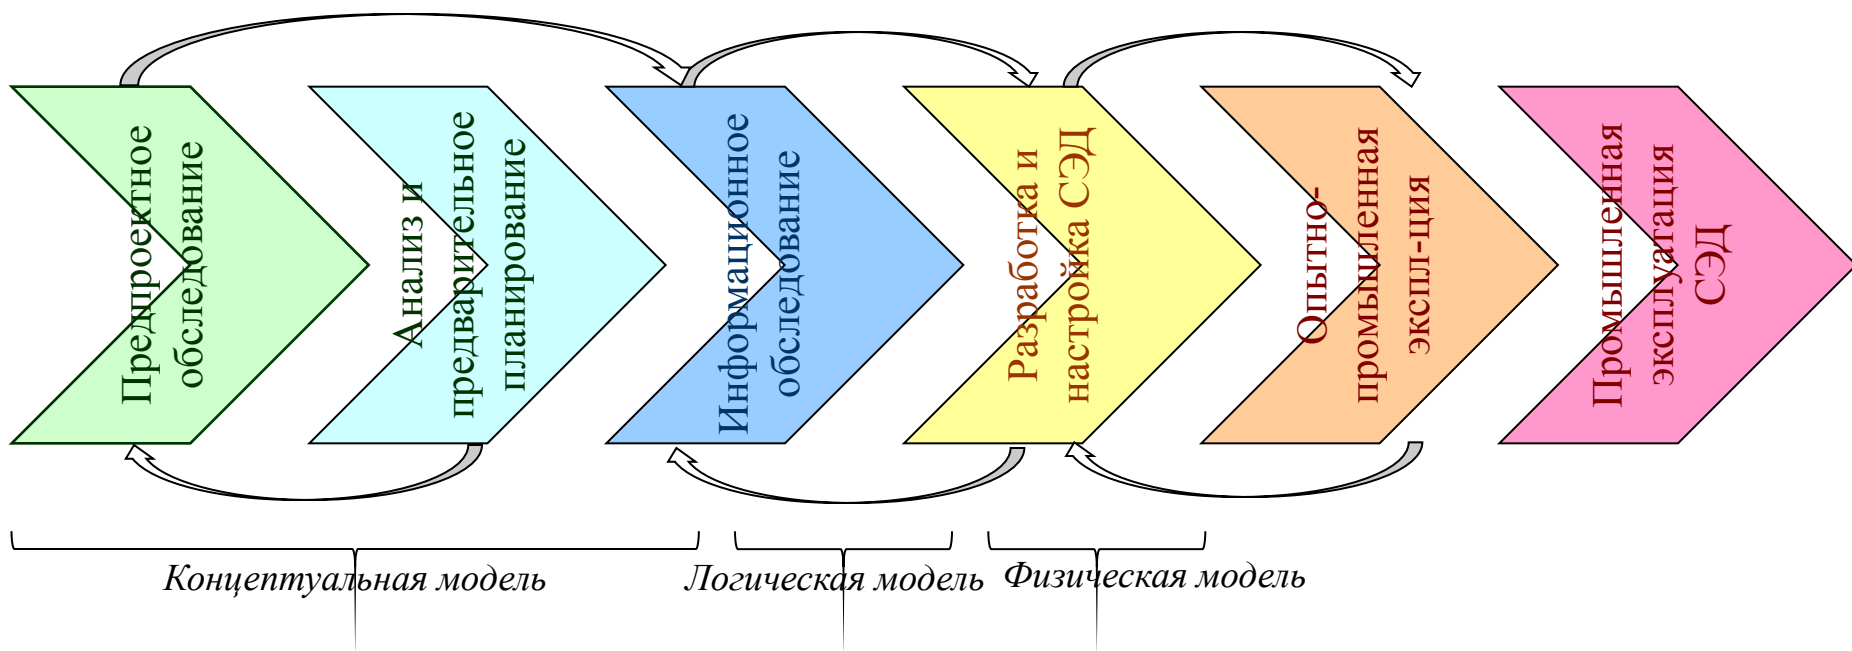 Предпроектное
обследование
Анализ и
предварительное
планирование
Информационное
обследование
Разработка и
настройка СЭД
Опытно-
промышленная
экспл-ция
Промышленная
эксплуатация
СЭД
Концептуальная модель
Логическая модель
Физическая модель